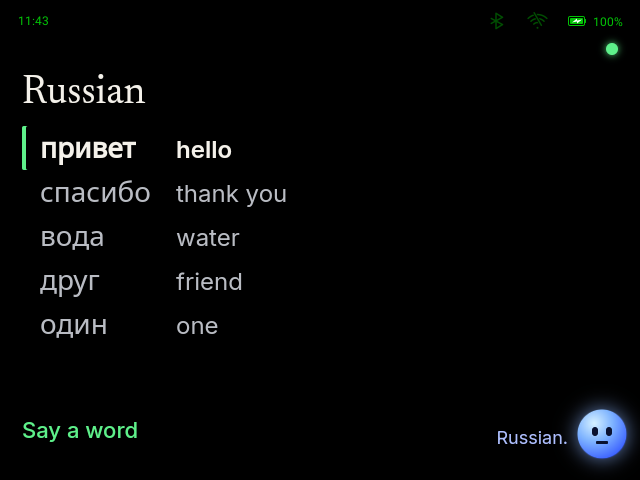 11:43
100%
Russian
привет hello
спасибо thank you
вода water
друг friend
один one
Say a word
Russian.